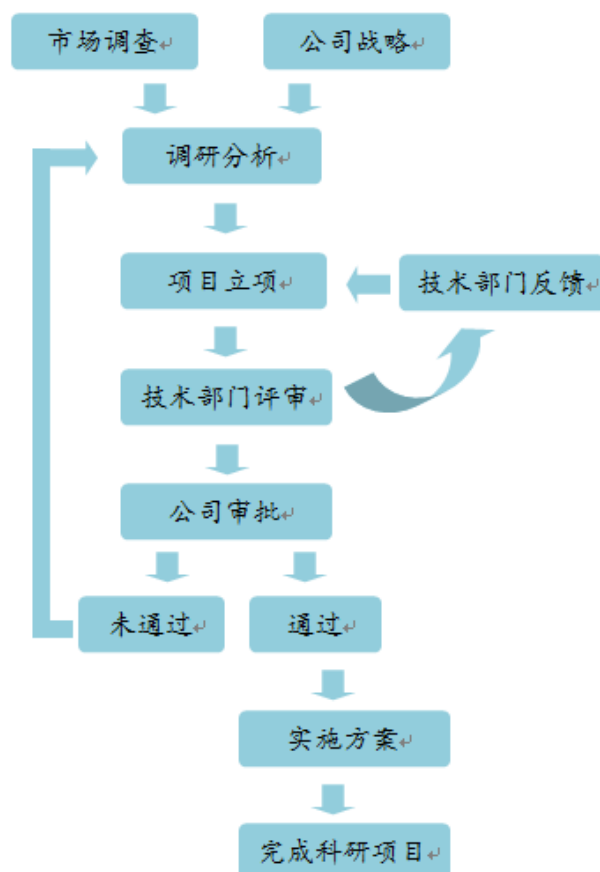 市场调查
公司战略
调研分析
项目立项
技术部门反馈
技术部门评审
公司审批
未通过
通过
实施方案
完成科研项目